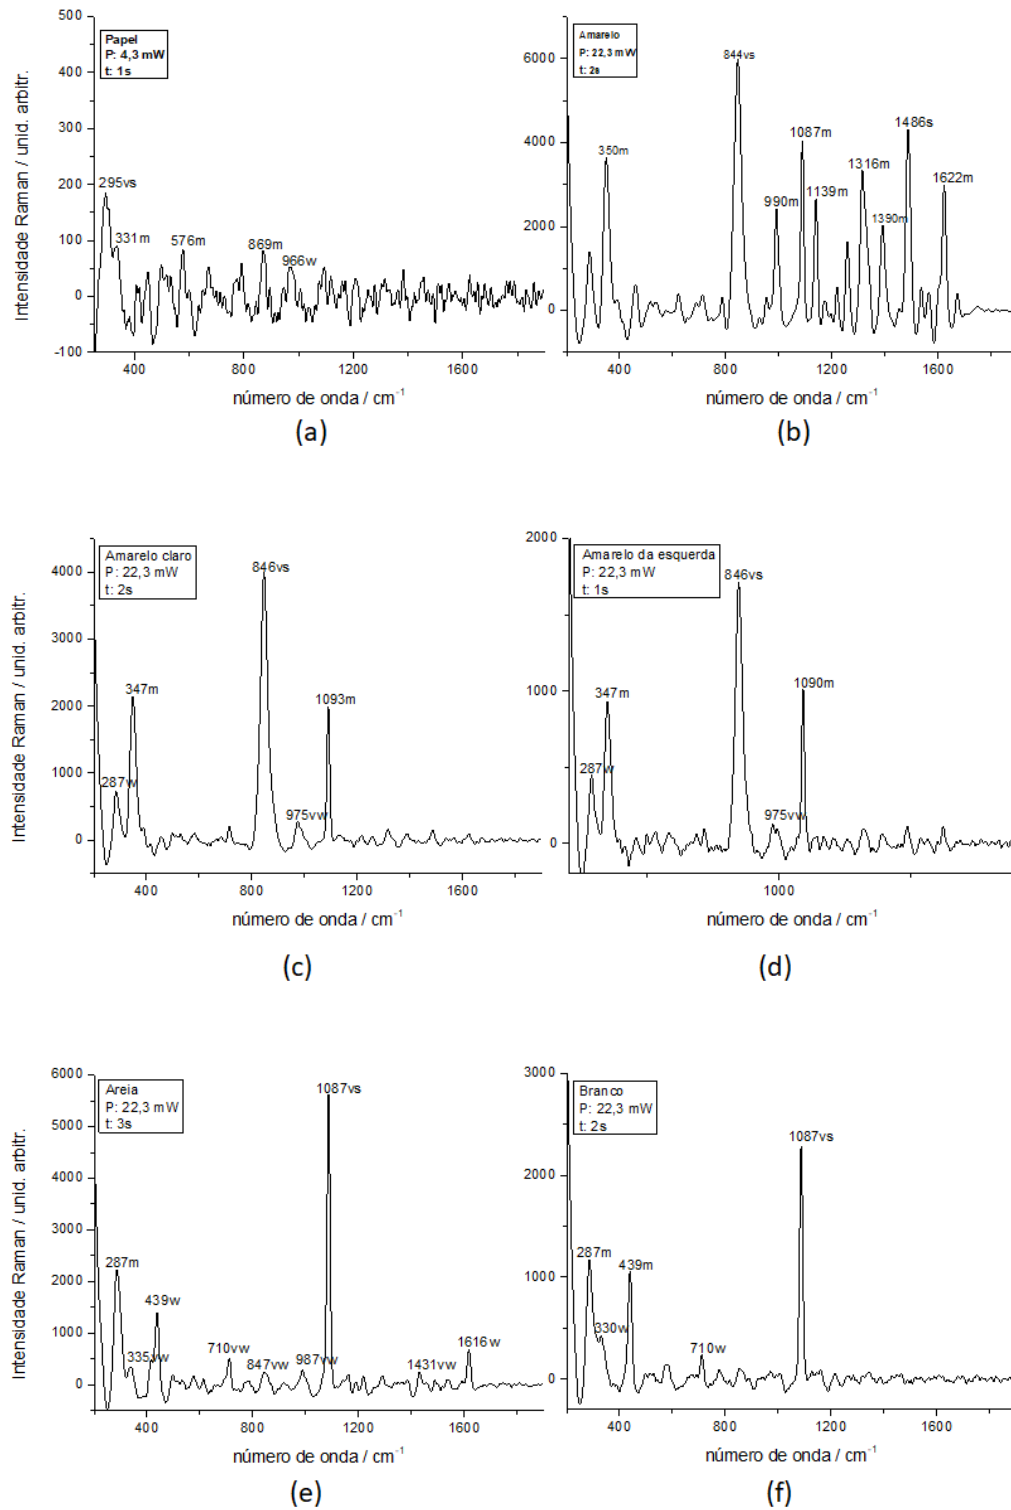 Papel
P: 4,3 mW
t: 1s
500
400
300
200
100
0
-100
295vs
331m
576m
869m
966w
400
800
1200
1600
Intensidade Raman / unid. arbitr.
número de onda / cm-1
(a)
Amarelo
P: 22,3 mW
t: 2s
6000
4000
2000
0
350m
844vs
990m
1087m
1139m
1316m
1390m
1486s
1622m
400
800
1200
1600
número de onda / cm-1
(b)
Amarelo claro
P: 22,3 mW
t: 2s
4000
3000
2000
1000
0
287w
347m
846vs
975vw
1093m
400
800
1200
1600
Intensidade Raman / unid. arbitr.
número de onda / cm-1
(c)
Amarelo da esquerda
P: 22,3 mW
t: 1s
2000
1000
0
287w
347m
846vs
975vw
1090m
1000
número de onda / cm-1
(d)
Areia
P: 22,3 mW
t: 3s
6000
5000
4000
3000
2000
1000
0
287m
335vw
439w
710vw
847vw
987vw
1087vs
1431vw
1616w
400
800
1200
1600
Intensidade Raman / unid. arbitr.
número de onda / cm-1
(e)
Branco
P: 22,3 mW
t: 2s
3000
2000
1000
0
287m
330w
439m
710w
1087vs
400
800
1200
1600
número de onda / cm-1
(f)